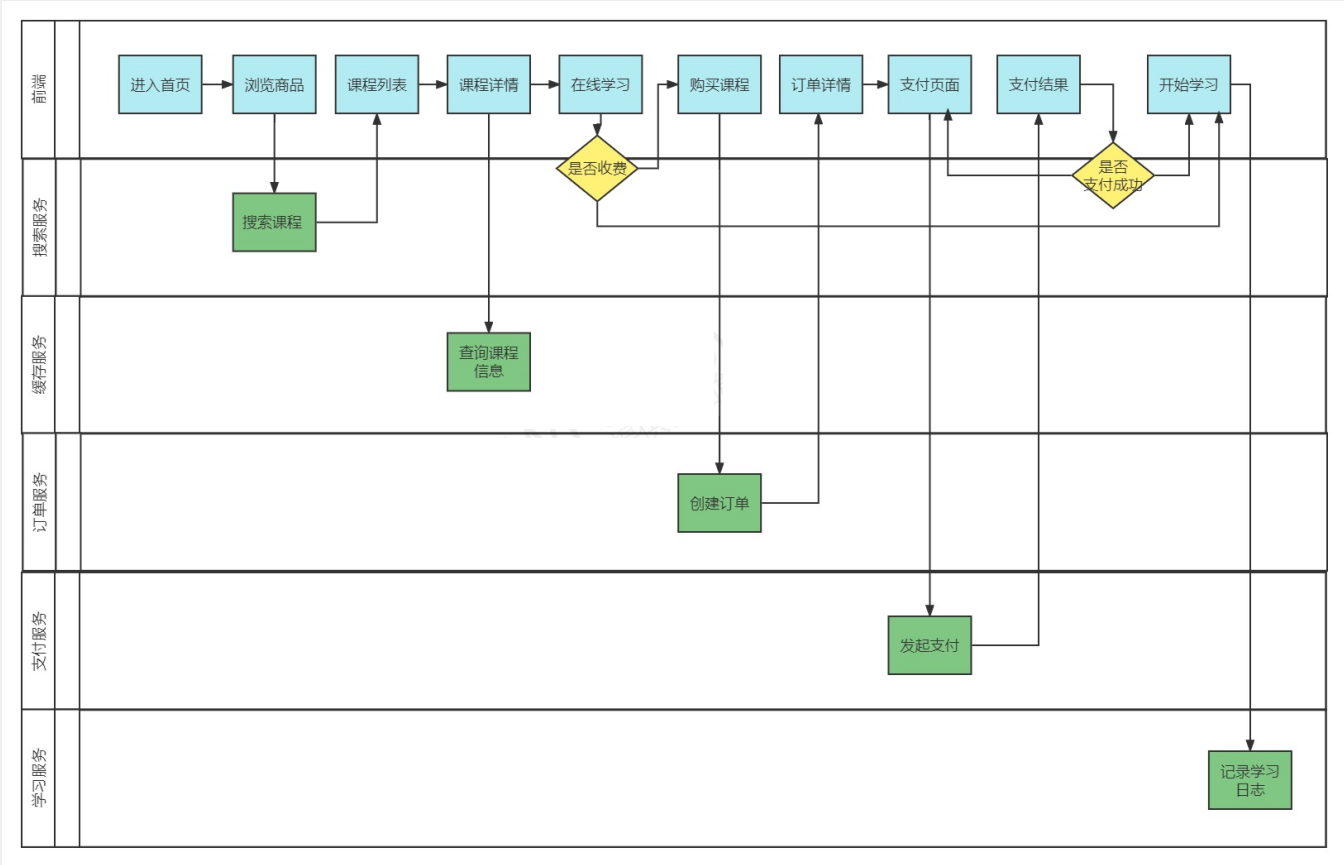 前端
进入首页
浏览商品
课程列表
课程详情
在线学习
购买课程
订单详情
支付页面
支付结果
开始学习
是否收费
是否
支付成功
搜索服务
搜索课程
缓存服务
查询课程
信息
订单服务
创建订单
支付服务
发起支付
学习服务
记录学习
日志